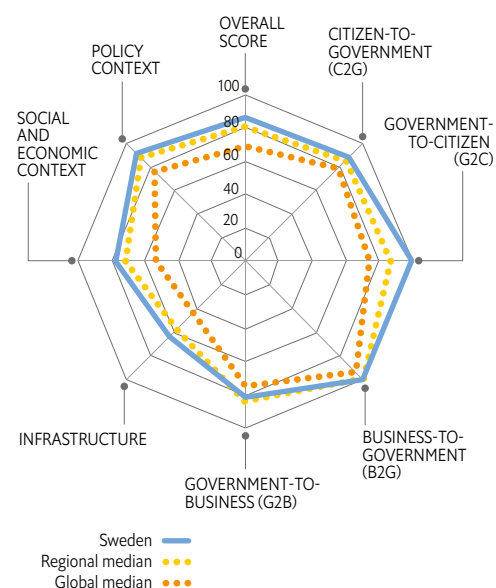 OVERALL
SCORE
CITIZEN-TO-
GOVERNMENT
(C2G)
POLICY
CONTEXT
GOVERNMENT-
TO-CITIZEN
(G2C)
SOCIAL
AND
ECONOMIC
CONTEXT
100
80
60
40
20
0
INFRASTRUCTURE
BUSINESS-TO-
GOVERNMENT
(B2G)
GOVERNMENT-TO-
BUSINESS (G2B)
Sweden
Regional median
Global median